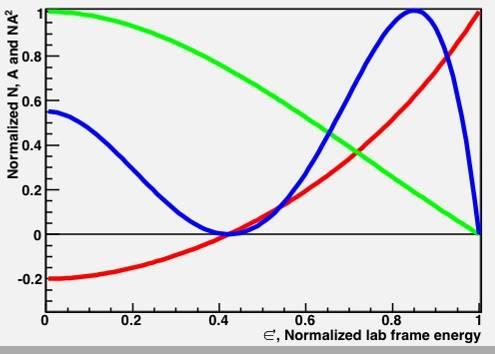 Normalized N, A and NA²
1
0.8
0.6
0.4
0.2
0
-0.2
0 0.2 0.4 0.6 0.8 1
∈', Normalized lab frame energy